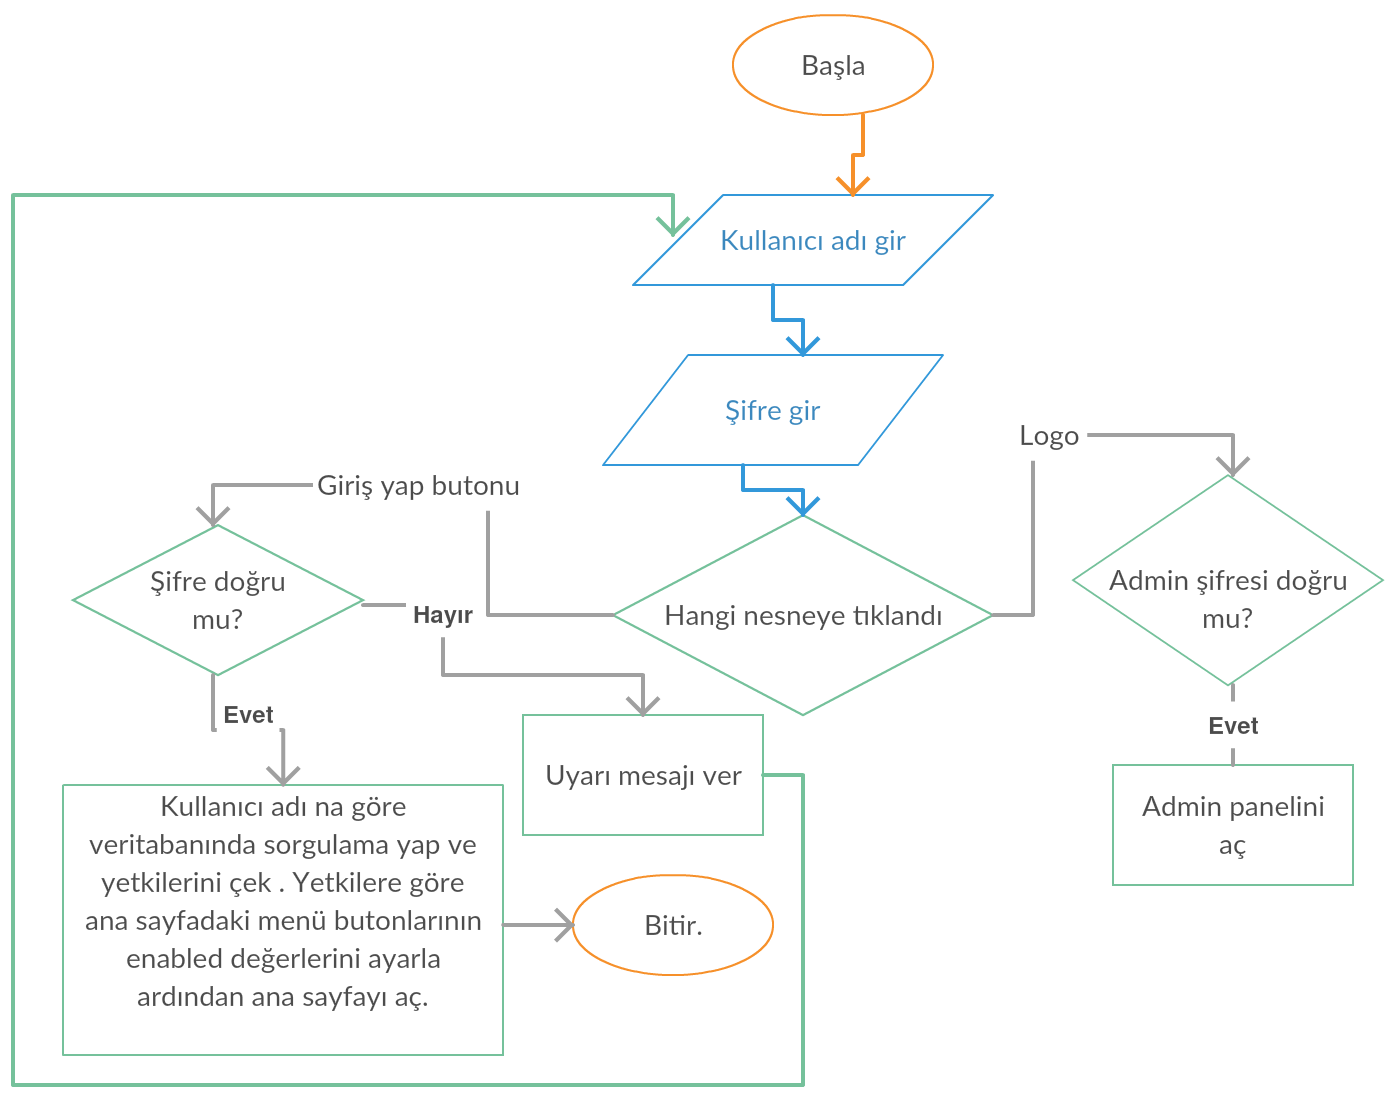 Başla
Kullanıcı adı gir
Şifre gir
Logo
Giriş yap butonu
Şifre doğru
mu?
Hayır
Hangi nesneye tıklandı
Admin şifresi doğru
mu?
Evet
Evet
Uyarı mesajı ver
Kullanıcı adı na göre
veritabanında sorgulama yap ve
yetkilerini çek . Yetkilere göre
ana sayfadaki menü butonlarının
enabled değerlerini ayarla
ardından ana sayfayı aç.
Admin panelini
aç
Bitir.